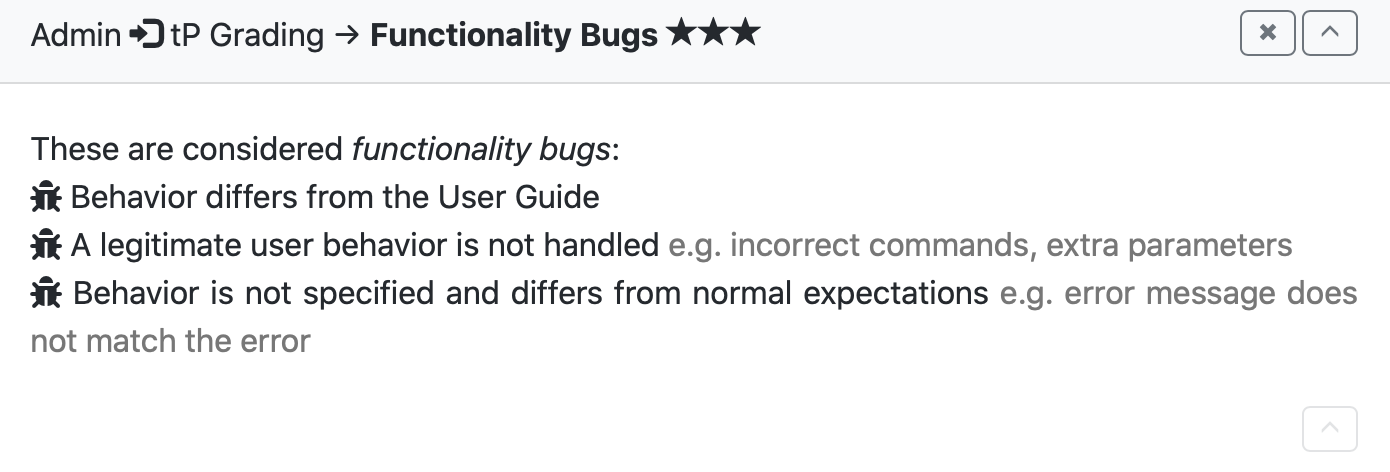 Admin tP Grading → Functionality Bugs ★★★
These are considered functionality bugs:
Behavior differs from the User Guide
A legitimate user behavior is not handled e.g. incorrect commands, extra parameters
Behavior is not specified and differs from normal expectations e.g. error message does
not match the error